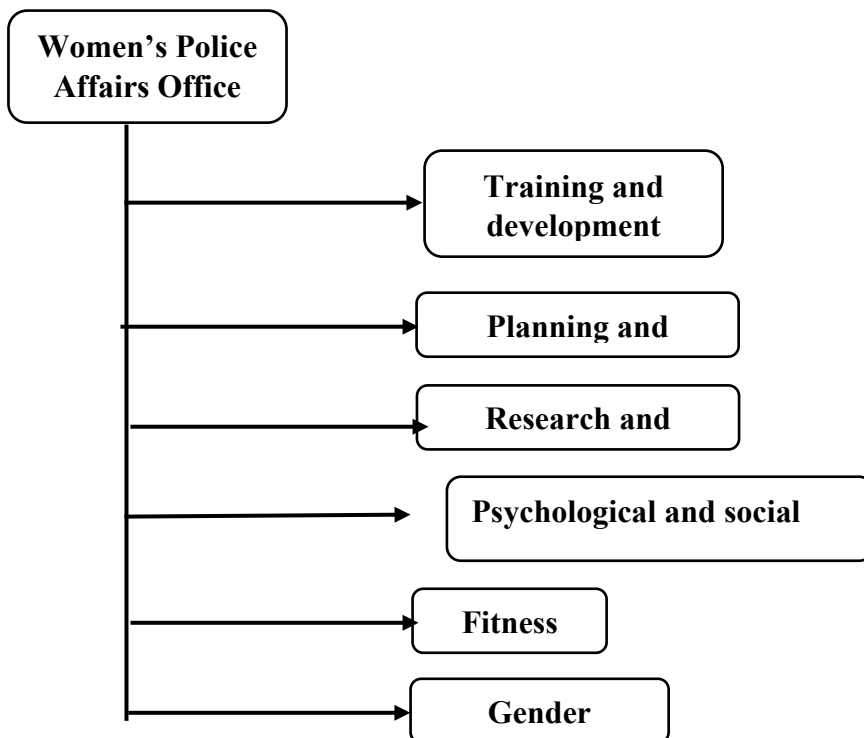 Women’s Police
Affairs Office
Training and
development
Planning and
Research and
Psychological and social
Fitness
Gender